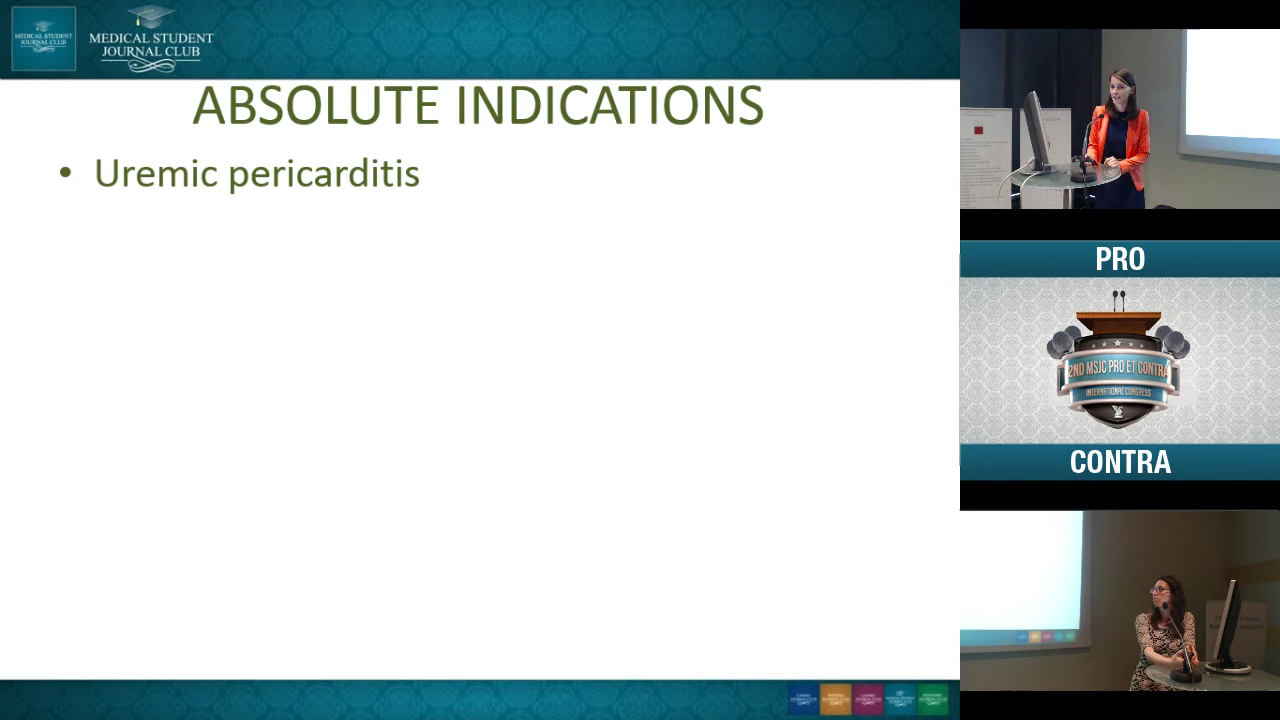 MEDICAL STUDENT
JOURNAL CLUB
MEDICAL STUDENT
JOURNAL CLUB
ABSOLUTE INDICATIONS
• Uremic pericarditis
PRO
2ND MSJC PRO ET CONTRA
INTERNATIONAL CONGRESS
CONTRA